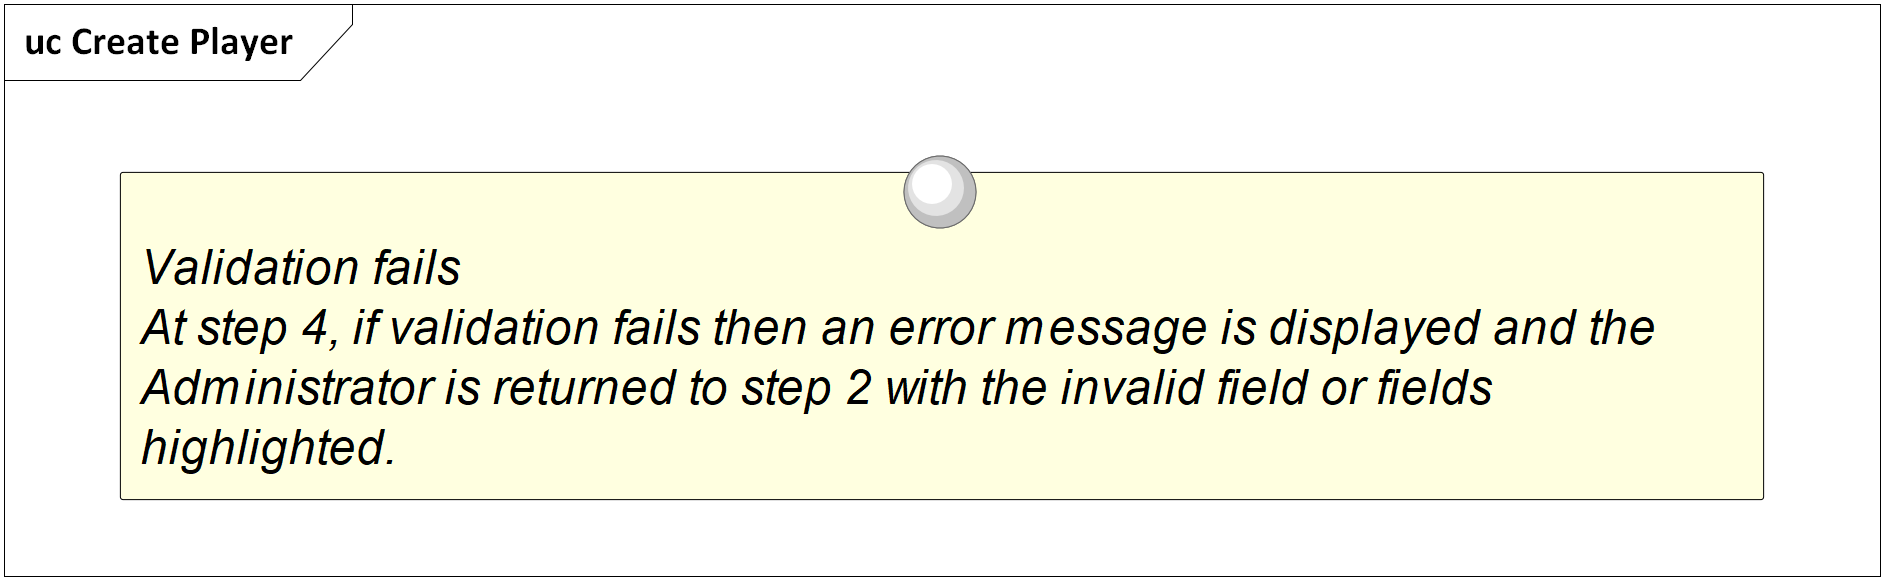 uc Create Player
Validation fails
At step 4, if validation fails then an error message is displayed and the
Administrator is returned to step 2 with the invalid field or fields
highlighted.